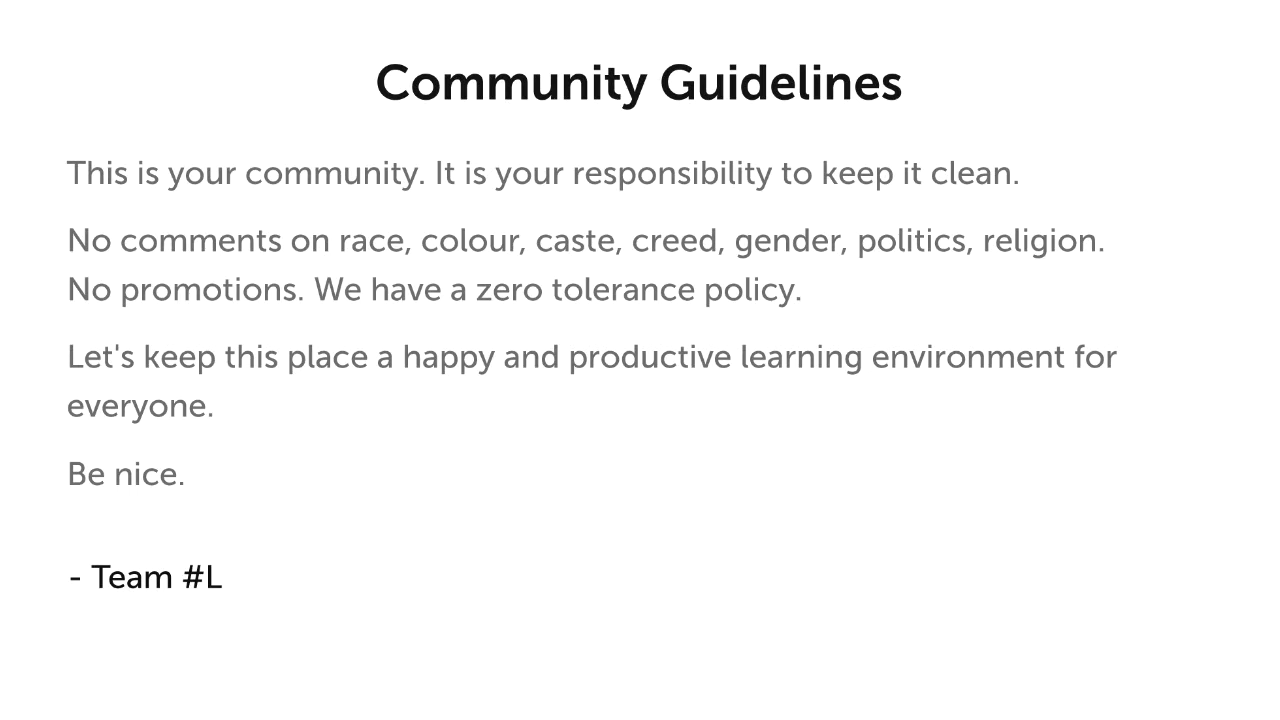 Community Guidelines
This is your community. It is your responsibility to keep it clean.
No comments on race, colour, caste, creed, gender, politics, religion.
No promotions. We have a zero tolerance policy.
Let's keep this place a happy and productive learning environment for
everyone.
Be nice.
- Team #L